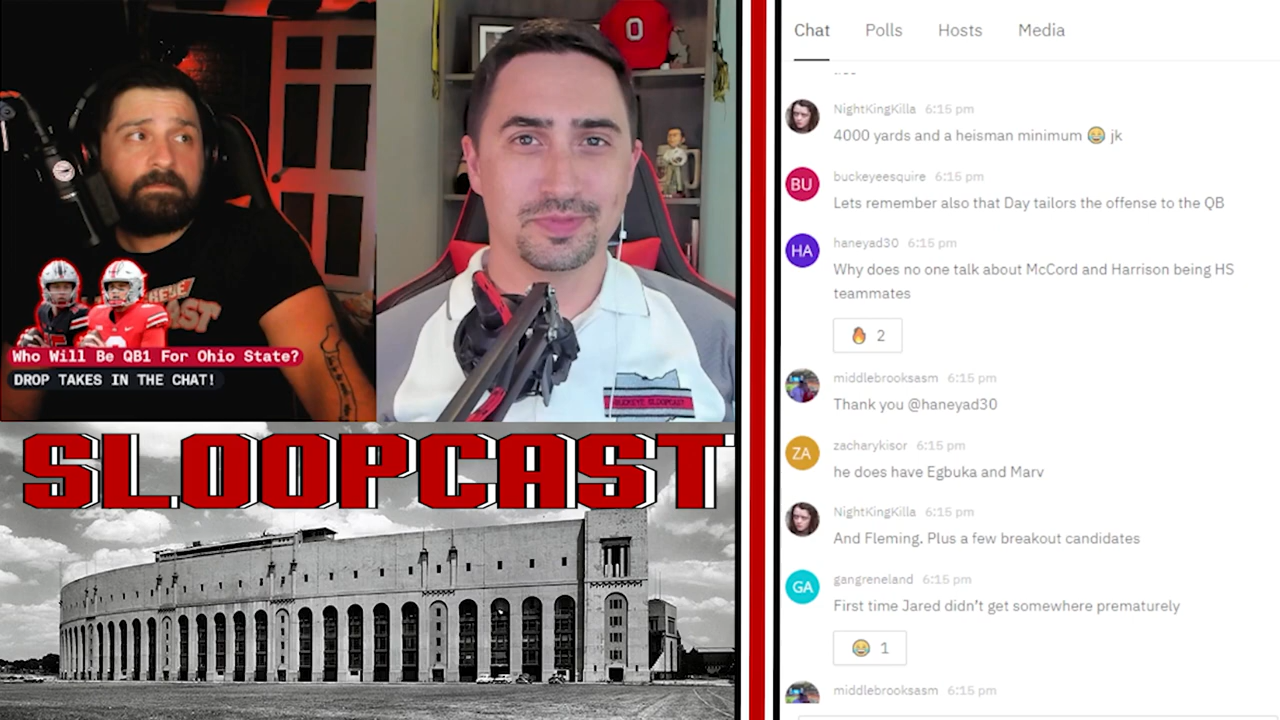 O
Who Will Be QB1 For Ohio State?
DROP TAKES IN THE CHAT!
BUCKEYE SLOOPCAST
SLOOPCAST
Chat Polls Hosts Media
NightKingKilla 6:15 pm
4000 yards and a heisman minimum 😂 jk
BU
buckeyeesquire 6:15 pm
Lets remember also that Day tailors the offense to the QB
HA
haneyad30 6:15 pm
Why does no one talk about McCord and Harrison being HS
teammates
🔥 2
middlebrooksasm 6:15 pm
Thank you @haneyad30
ZA
zacharykisor 6:15 pm
he does have Egbuka and Marv
NightKingKilla 6:15 pm
And Fleming. Plus a few breakout candidates
GA
gangreneland 6:15 pm
First time Jared didn't get somewhere prematurely
😂 1
middlebrooksasm 6:15 pm